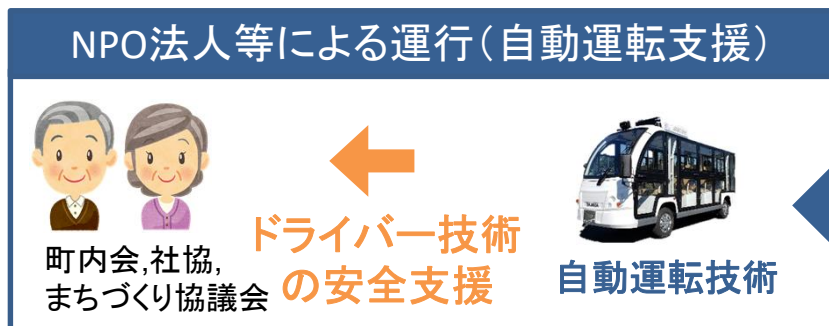 NPO法人等による運行（自動運転支援）
町内会,社協,
まちづくり協議会
ドライバー技術
の安全支援
自動運転技術